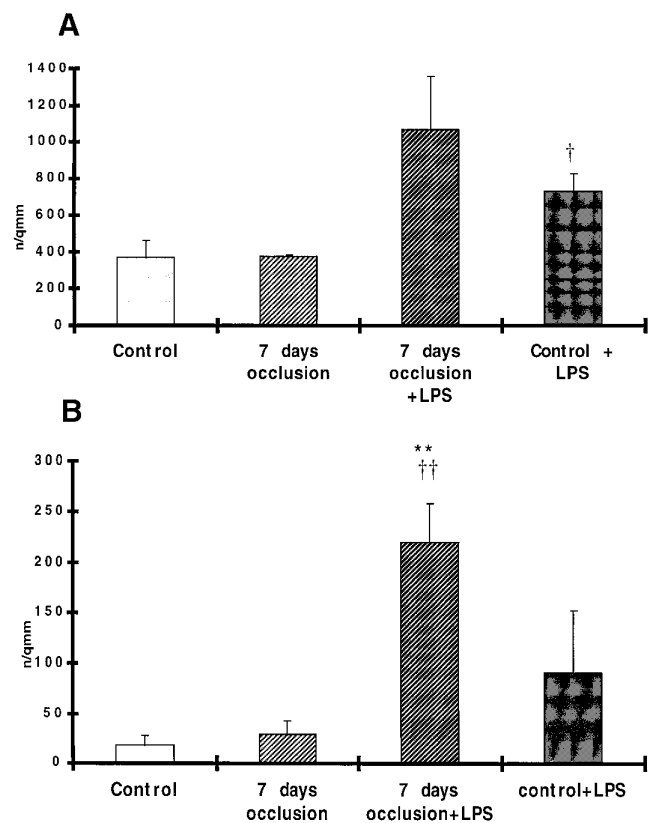 A
1400
1200
1000
800
600
400
200
0
n/qmm
†
Control
7 days
occlusion
7 days
occlusion
+LPS
Control +
LPS
B
300
250
200
150
100
50
0
n/qmm
**
††
Control
7 days
occlusion
7 days
occlusion+LPS
control+LPS